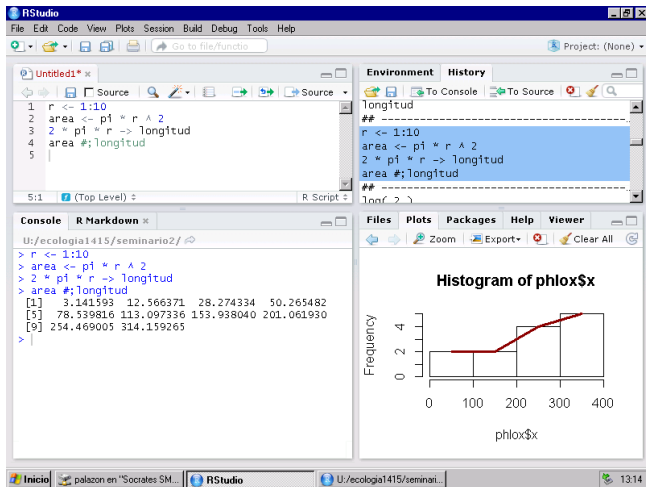 RStudio
File Edit Code View Plots Session Build Debug Tools Help
Go to file/functio
Project: (None)
Untitled1*
Source
Source
1 r <- 1:10
2 area <- pi * r ^ 2
3 2 * pi * r -> longitud
4 area #;longitud
5
5:1 (Top Level) R Script
Environment History
To Console To Source
longitud
## ------------------------------------
r <- 1:10
area <- pi * r ^ 2
2 * pi * r -> longitud
area #;longitud
## ------------------------------------
log( 2 )
Console R Markdown
U:/ecologia1415/seminario2/
> r <- 1:10
> area <- pi * r ^ 2
> 2 * pi * r -> longitud
> area #;longitud
[1] 3.141593 12.566371 28.274334 50.265482
[5] 78.539816 113.097336 153.938040 201.061930
[9] 254.469005 314.159265
>
Files Plots Packages Help Viewer
Zoom Export Clear All
Histogram of phlox$x
Frequency
0 2 4
0 100 200 300 400
phlox$x
Inicio palazon en "Socrates SM... RStudio U:/ecologia1415/seminari... 13:14